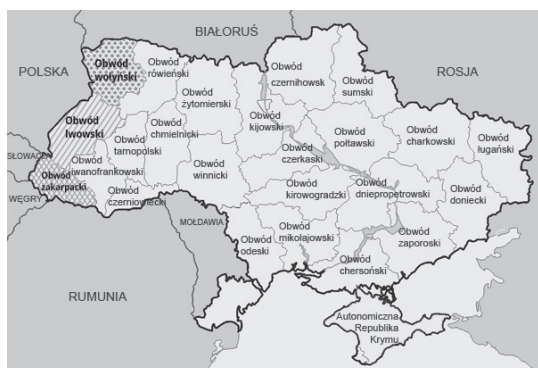 BIAŁORUŚ
POLSKA
ROSJA
Obwód
wołyński
Obwód
rówieński
Obwód
żytomierski
Obwód
czernihowsk
Obwód
sumski
Obwód
lwowski
Obwód
tarnopolski
Obwód
chmielnicki
Obwód
kijowski
Obwód
połtawski
Obwód
charkowski
Obwód
ługański
SŁOWACJA
Obwód
zakarpacki
Obwód
iwanofrankowski
Obwód
winnicki
Obwód
czerkaski
WĘGRY
Obwód
czerniowiecki
Obwód
kirowogradzki
Obwód
dniepropetrowski
Obwód
doniecki
MOŁDAWIA
Obwód
odeski
Obwód
mikołajowski
Obwód
zaporoski
Obwód
chersoński
RUMUNIA
Autonomiczna
Republika
Krymu